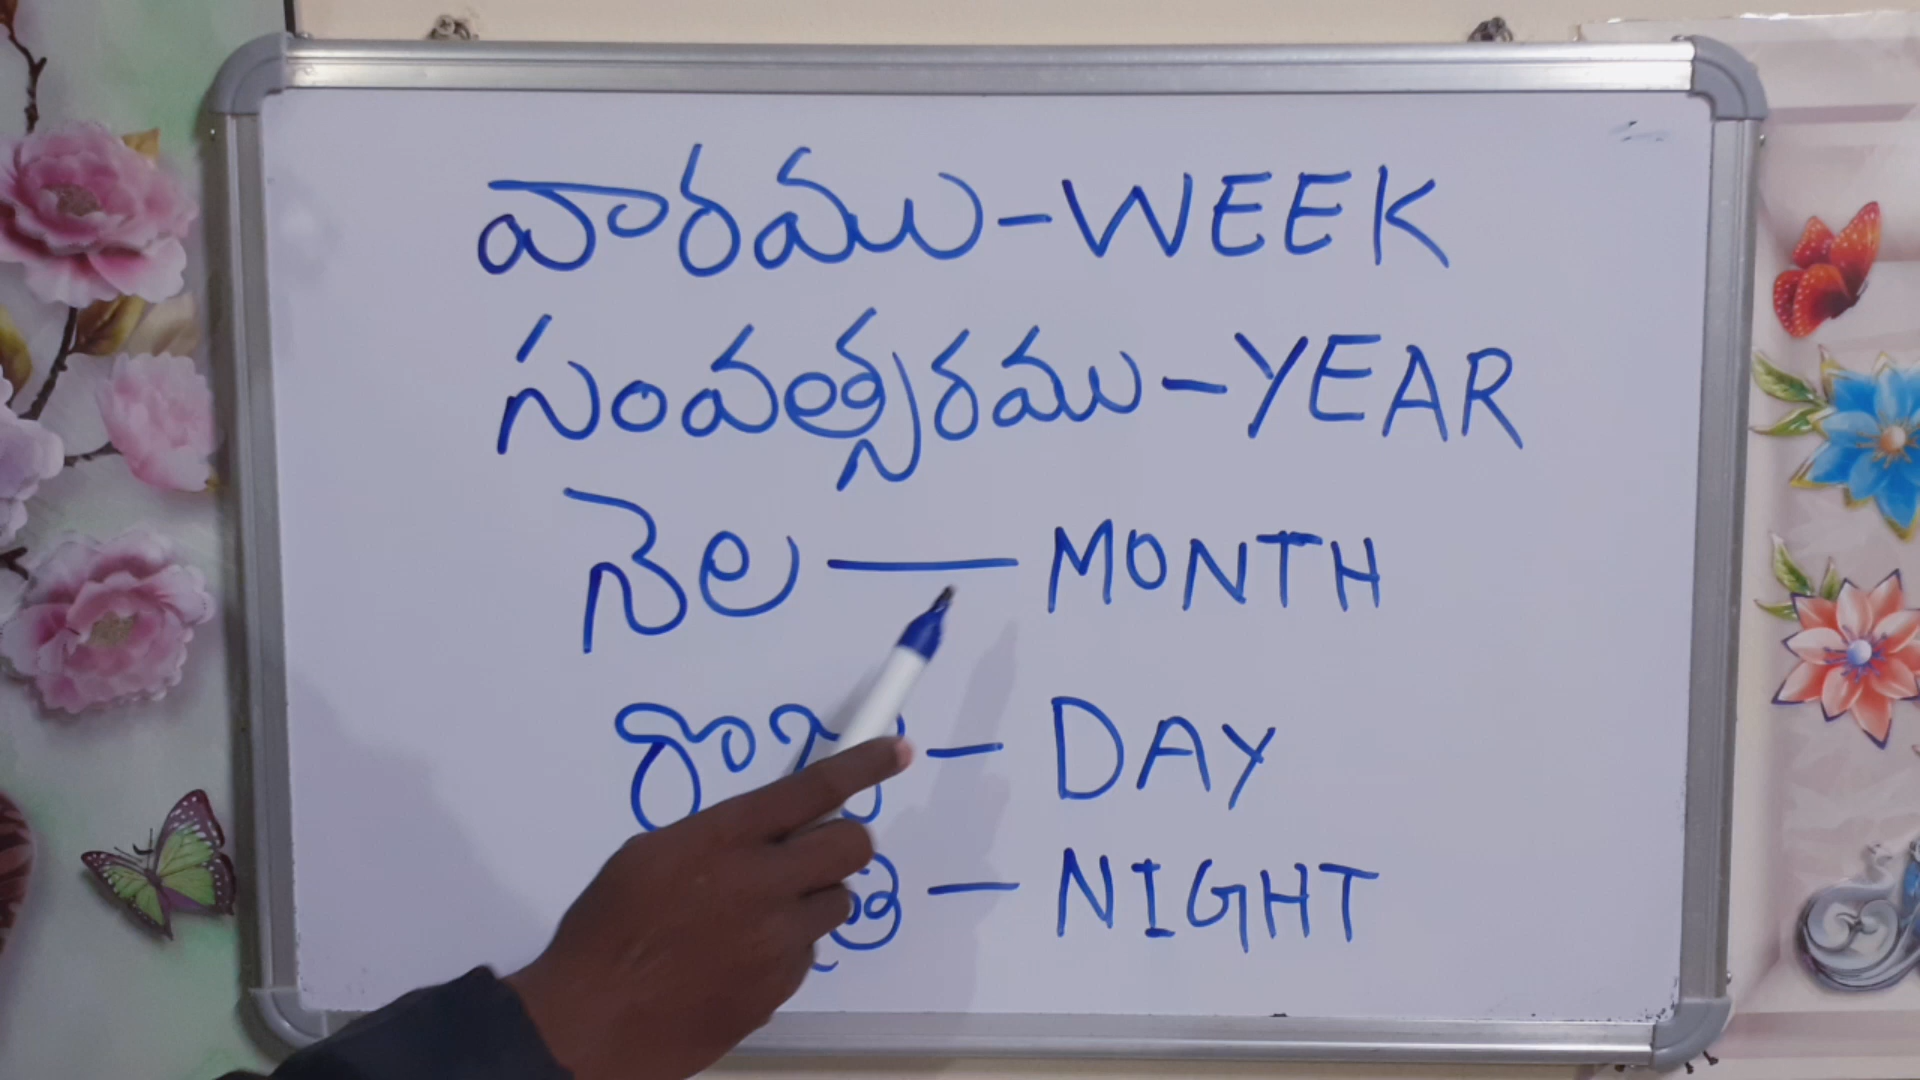 వారము - WEEK
సంవత్సరము - YEAR
నెల — MONTH
- DAY
- NIGHT